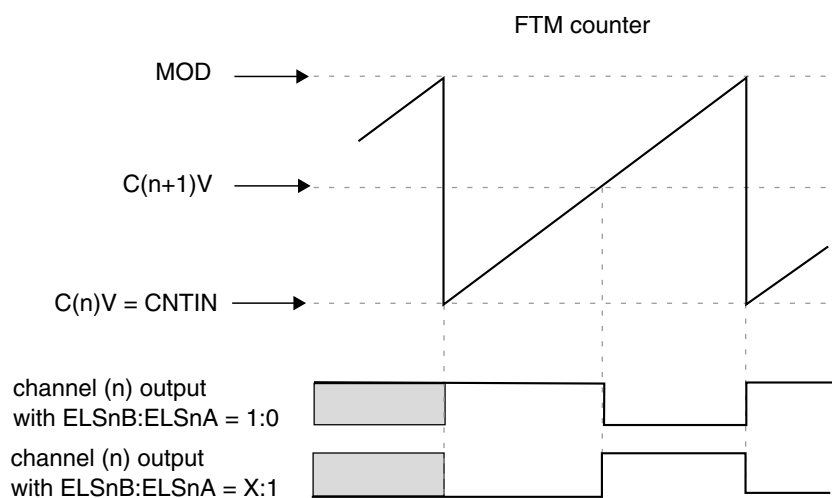 FTM counter
MOD
C(n+1)V
C(n)V = CNTIN
channel (n) output
with ELSnB:ELSnA = 1:0
channel (n) output
with ELSnB:ELSnA = X:1